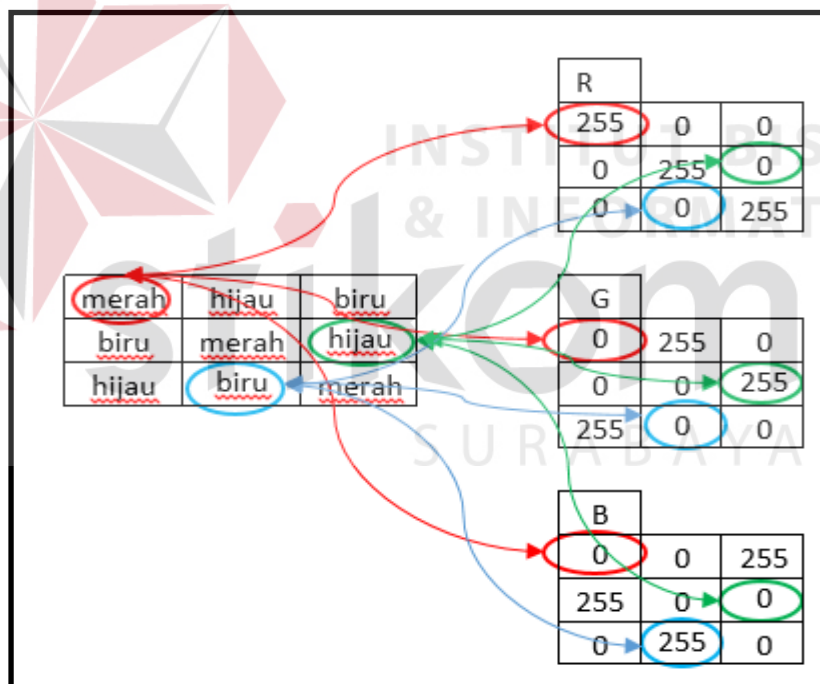 R
255 0 0
0 255 0
0 0 255
merah hijau biru
biru merah hijau
hijau biru merah
G
0 255 0
0 0 255
255 0 0
B
0 0 255
255 0 0
0 255 0
INSTITUT BIS
& INFORMAT
stikom
SURABAYA